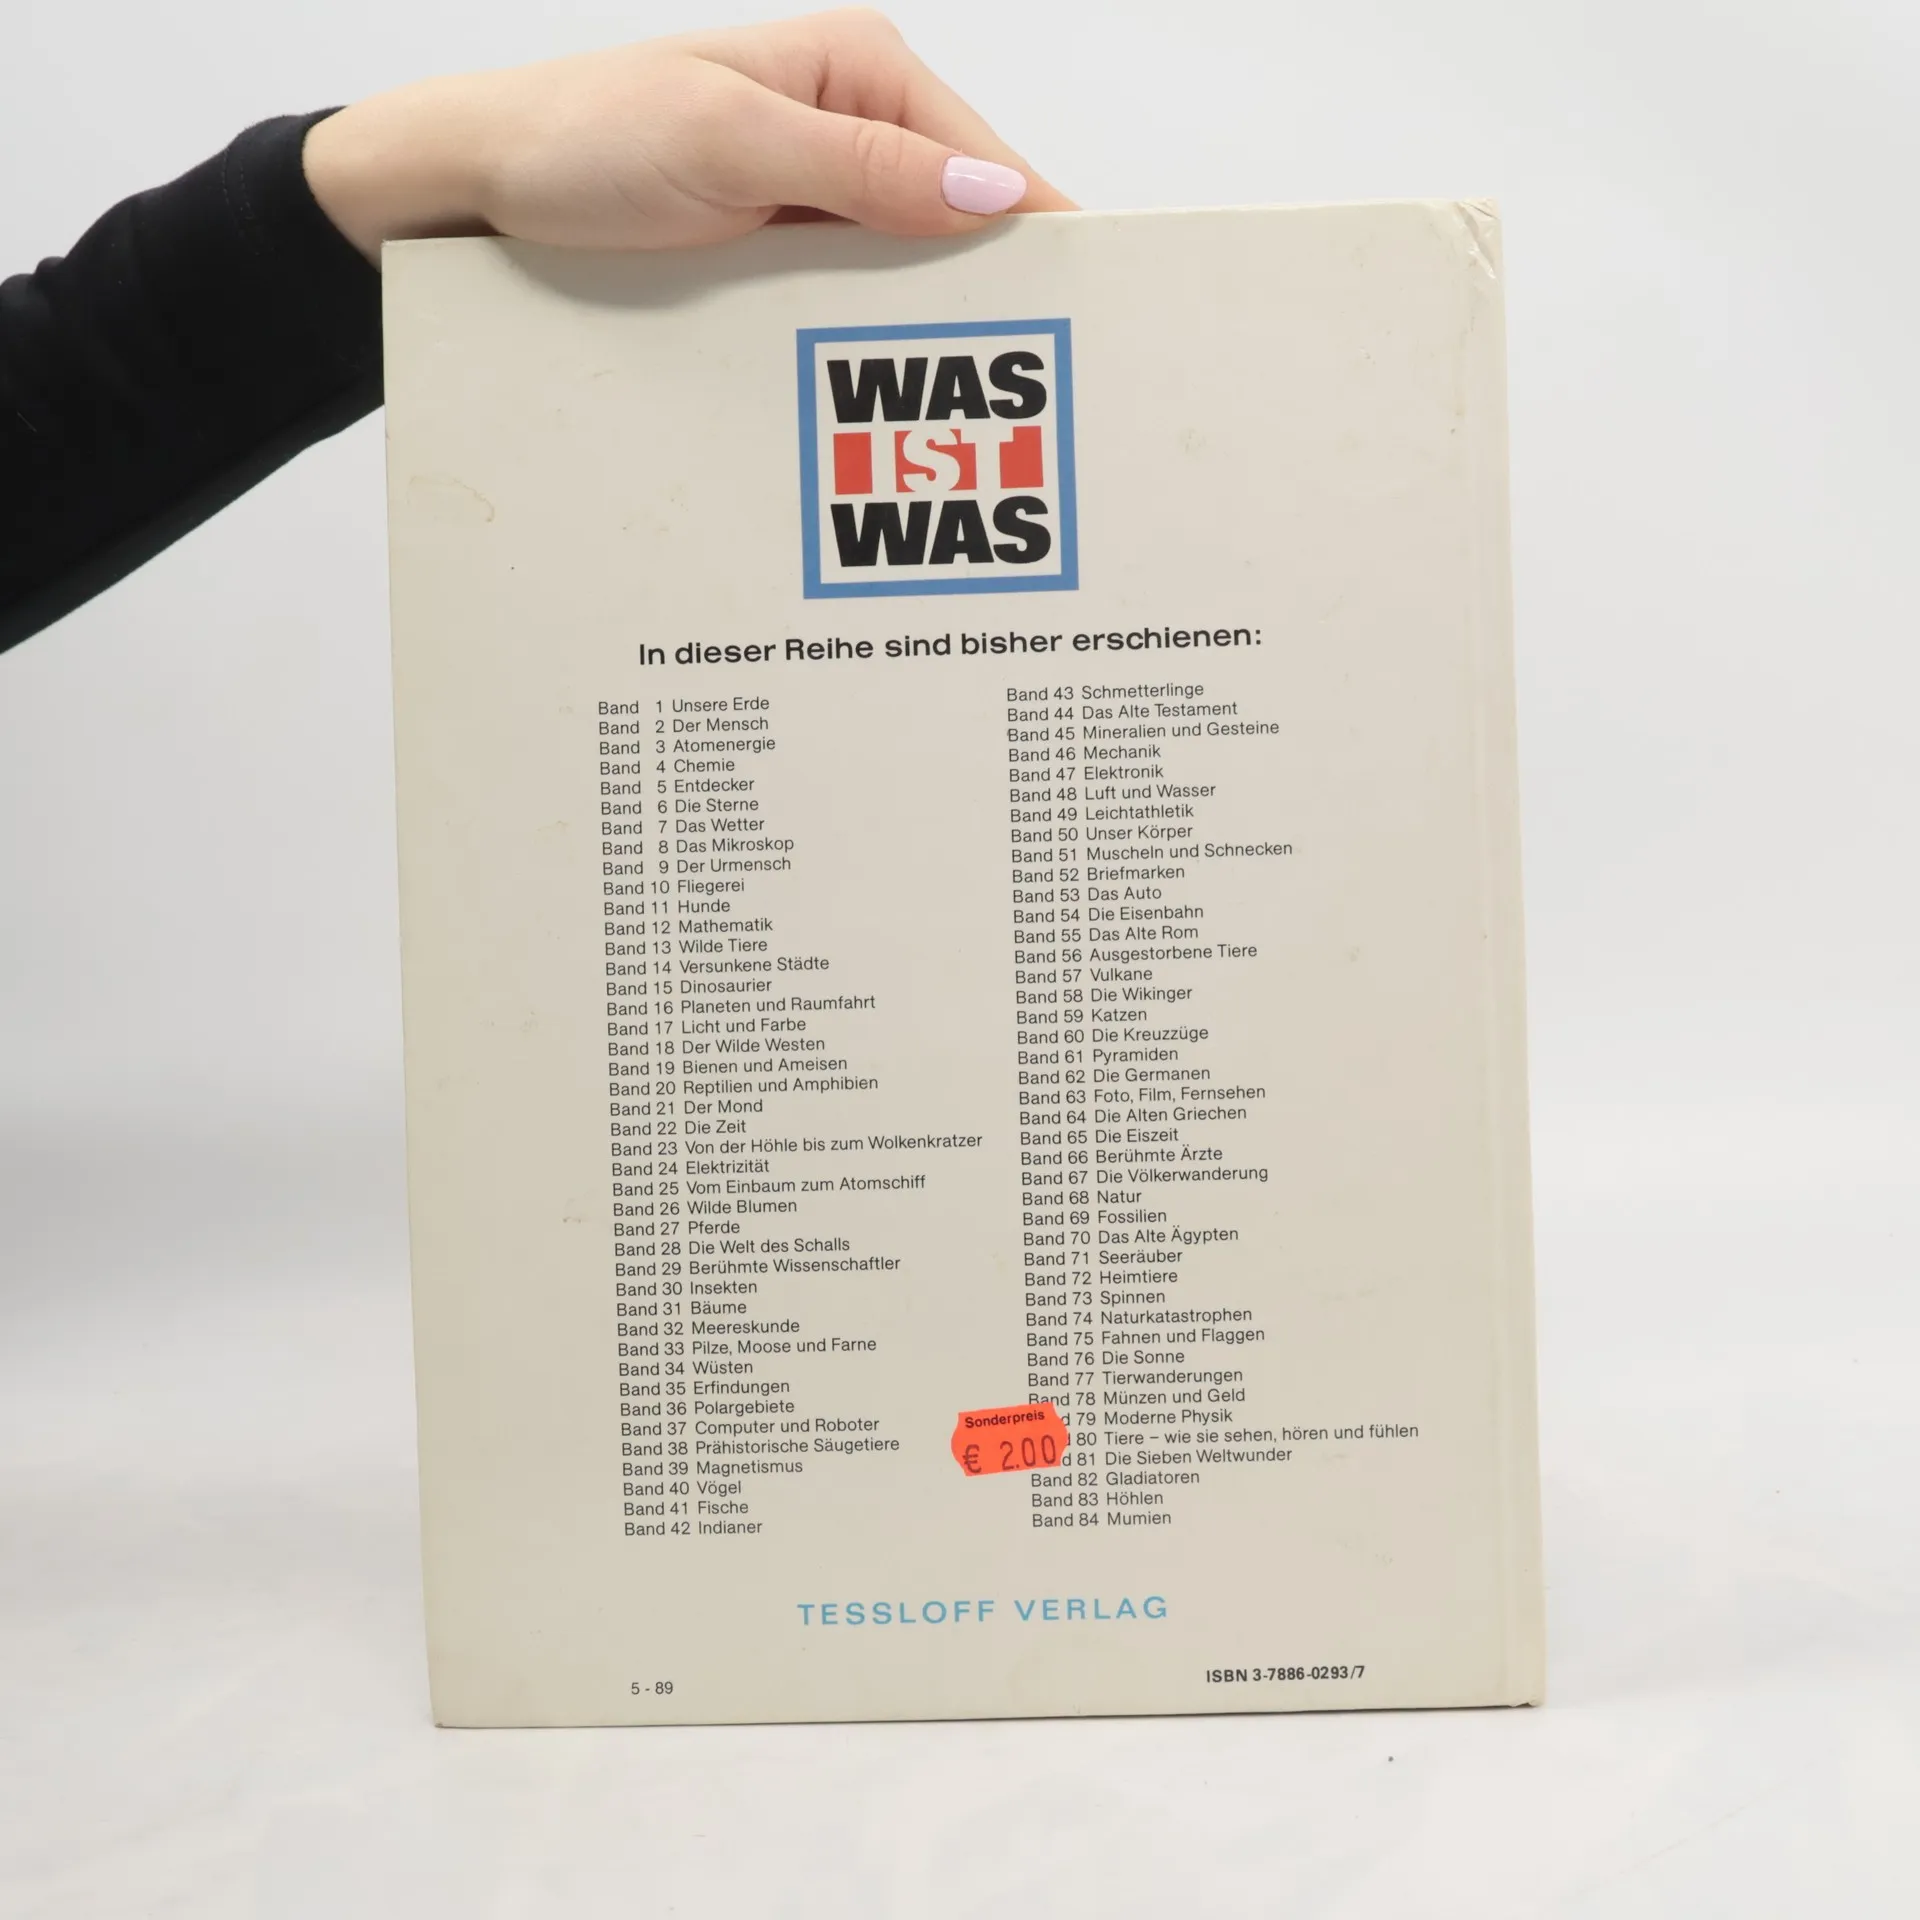 WAS
IST
WAS
In dieser Reihe sind bisher erschienen:
Band 1 Unsere Erde
Band 2 Der Mensch
Band 3 Atomenergie
Band 4 Chemie
Band 5 Entdecker
Band 6 Die Sterne
Band 7 Das Wetter
Band 8 Das Mikroskop
Band 9 Der Urmensch
Band 10 Fliegerei
Band 11 Hunde
Band 12 Mathematik
Band 13 Wilde Tiere
Band 14 Versunkene Städte
Band 15 Dinosaurier
Band 16 Planeten und Raumfahrt
Band 17 Licht und Farbe
Band 18 Der Wilde Westen
Band 19 Bienen und Ameisen
Band 20 Reptilien und Amphibien
Band 21 Der Mond
Band 22 Die Zeit
Band 23 Von der Höhle bis zum Wolkenkratzer
Band 24 Elektrizität
Band 25 Vom Einbaum zum Atomschiff
Band 26 Wilde Blumen
Band 27 Pferde
Band 28 Die Welt des Schalls
Band 29 Berühmte Wissenschaftler
Band 30 Insekten
Band 31 Bäume
Band 32 Meereskunde
Band 33 Pilze, Moose und Farne
Band 34 Wüsten
Band 35 Erfindungen
Band 36 Polargebiete
Band 37 Computer und Roboter
Band 38 Prähistorische Säugetiere
Band 39 Magnetismus
Band 40 Vögel
Band 41 Fische
Band 42 Indianer
Band 43 Schmetterlinge
Band 44 Das Alte Testament
Band 45 Mineralien und Gesteine
Band 46 Mechanik
Band 47 Elektronik
Band 48 Luft und Wasser
Band 49 Leichtathletik
Band 50 Unser Körper
Band 51 Muscheln und Schnecken
Band 52 Briefmarken
Band 53 Das Auto
Band 54 Die Eisenbahn
Band 55 Das Alte Rom
Band 56 Ausgestorbene Tiere
Band 57 Vulkane
Band 58 Die Wikinger
Band 59 Katzen
Band 60 Die Kreuzzüge
Band 61 Pyramiden
Band 62 Die Germanen
Band 63 Foto, Film, Fernsehen
Band 64 Die Alten Griechen
Band 65 Die Eiszeit
Band 66 Berühmte Ärzte
Band 67 Die Völkerwanderung
Band 68 Natur
Band 69 Fossilien
Band 70 Das Alte Ägypten
Band 71 Seeräuber
Band 72 Heimtiere
Band 73 Spinnen
Band 74 Naturkatastrophen
Band 75 Fahnen und Flaggen
Band 76 Die Sonne
Band 77 Tierwanderungen
Band 78 Münzen und Geld
d 79 Moderne Physik
80 Tiere – wie sie sehen, hören und fühlen
d 81 Die Sieben Weltwunder
Band 82 Gladiatoren
Band 83 Höhlen
Band 84 Mumien
Sonderpreis
€ 2.00
TESSLOFF VERLAG
5 - 89
ISBN 3-7886-0293/7